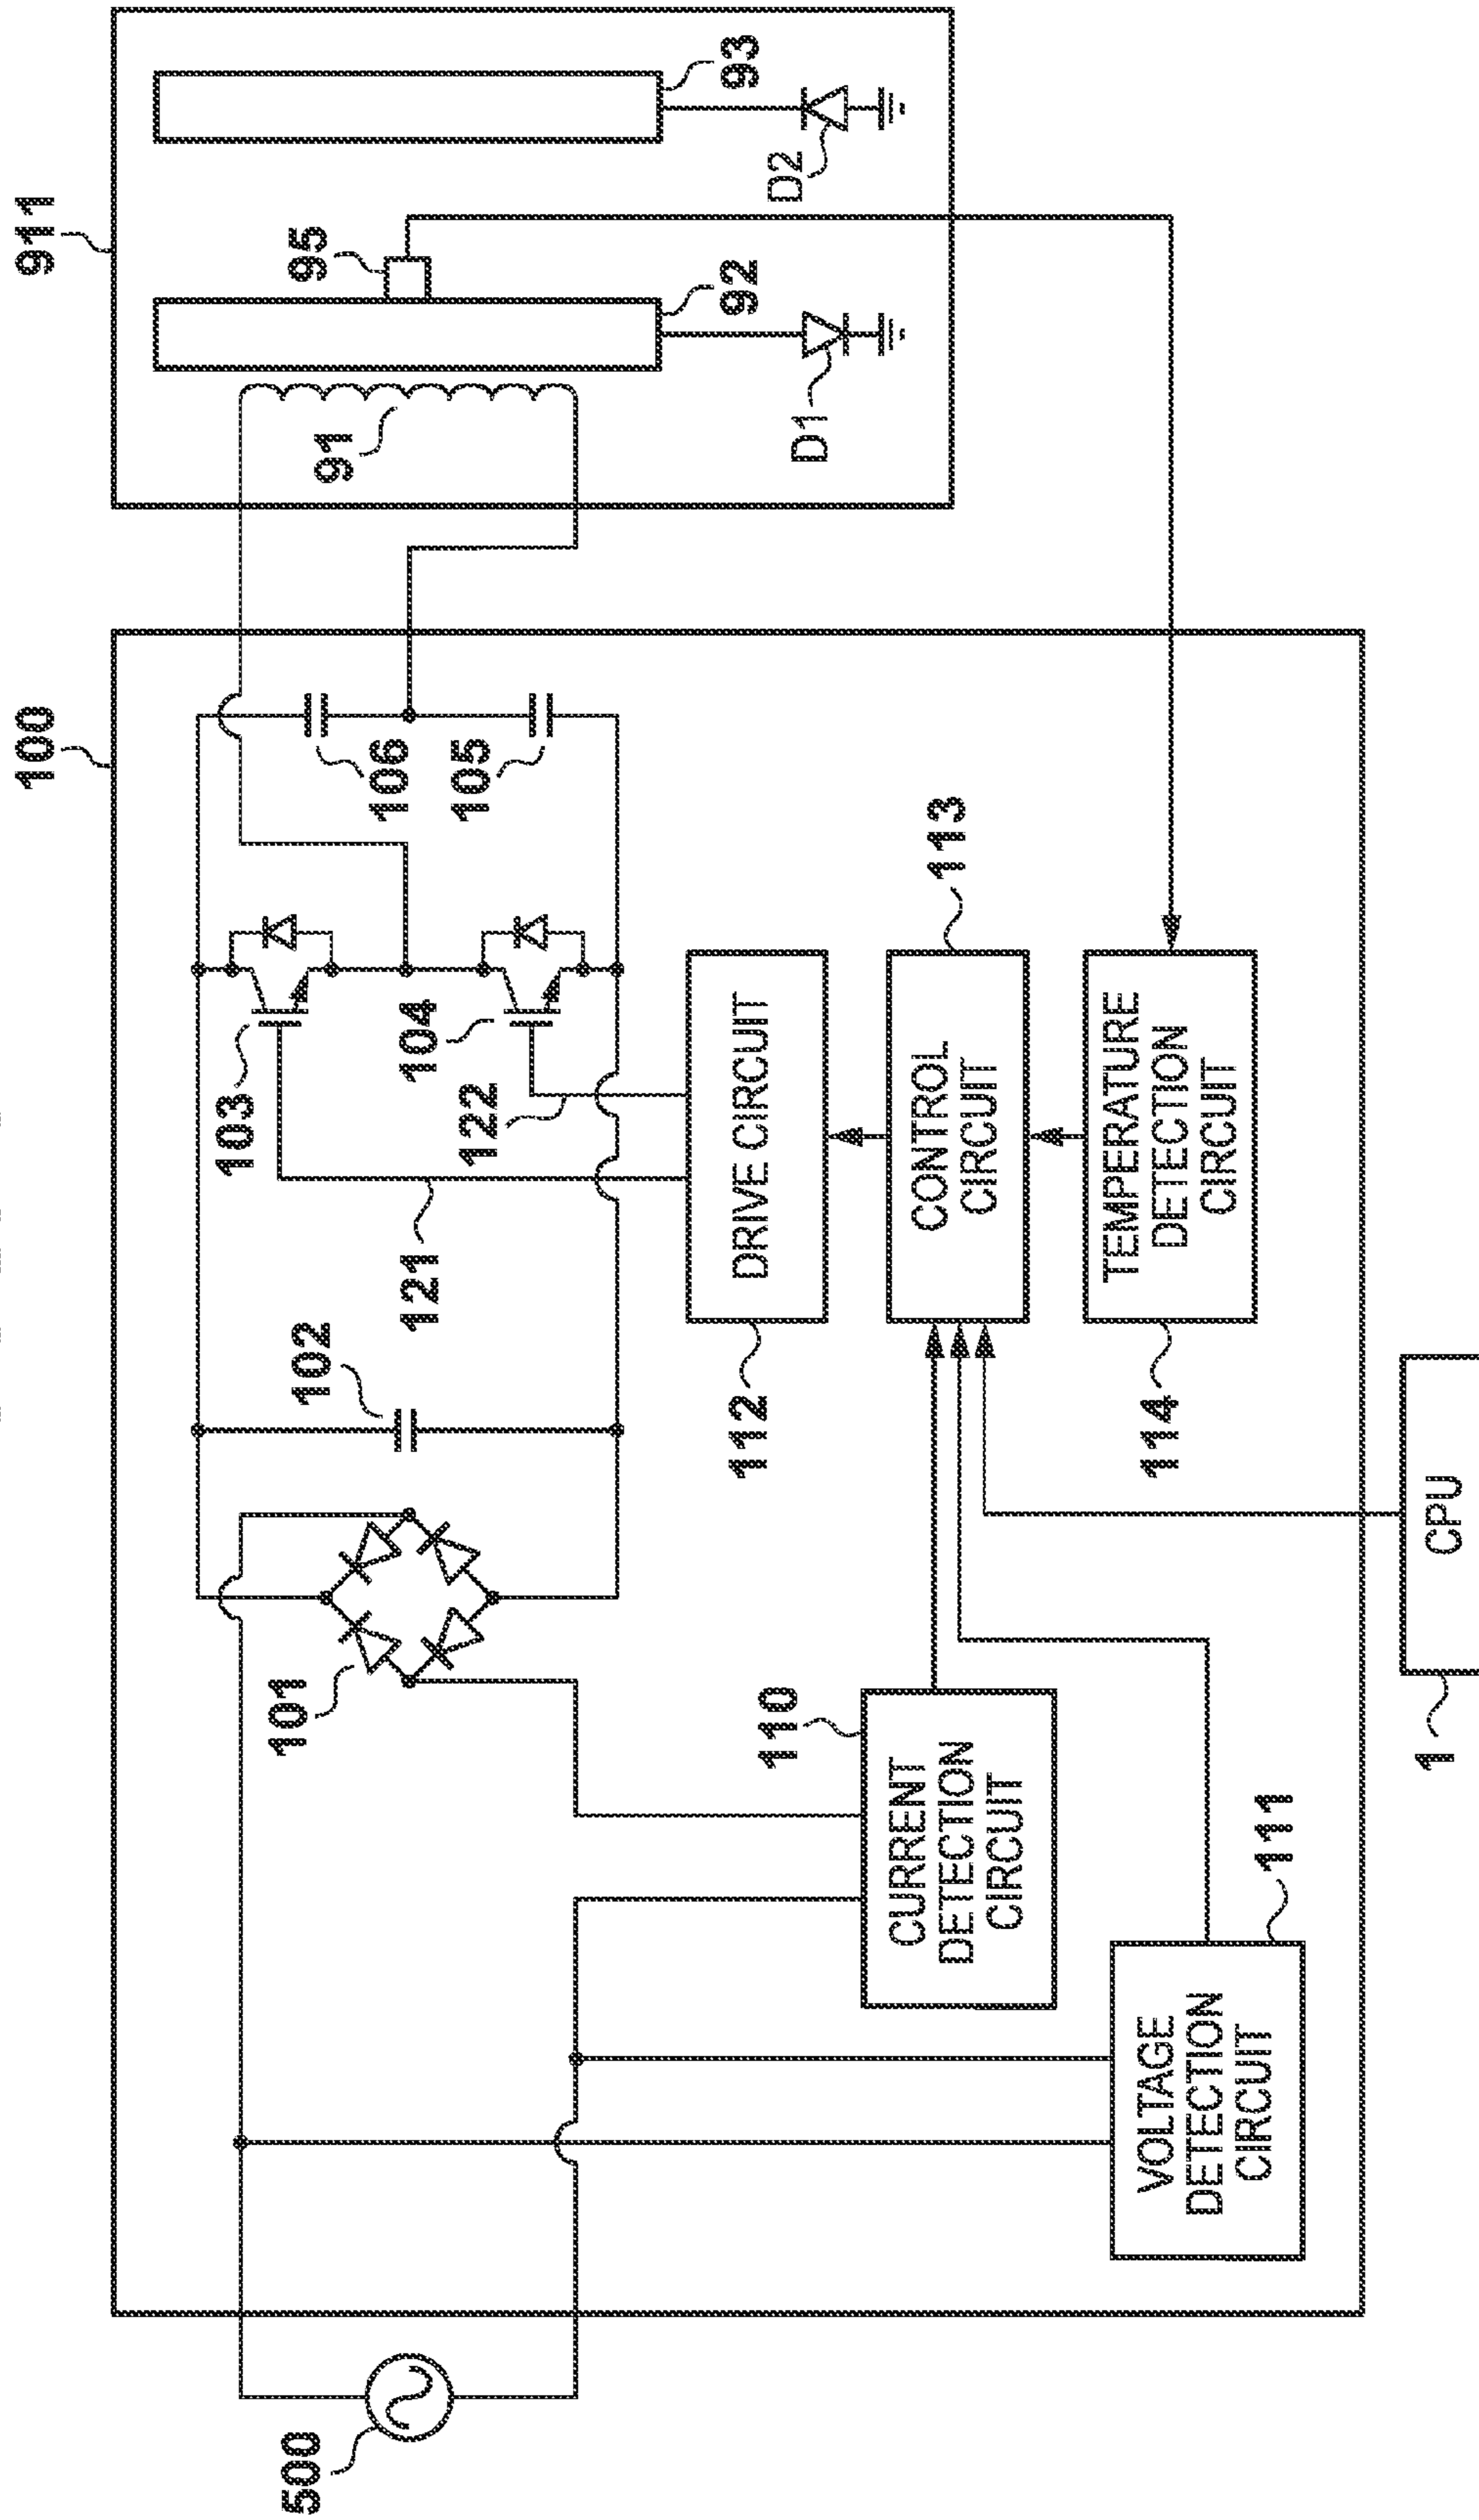 100
911
500
101
102
103
104
106
105
91
95
92
93
D1
D2
121
122
110
CURRENT
DETECTION
CIRCUIT
112
DRIVE CIRCUIT
CONTROL
CIRCUIT
113
VOLTAGE
DETECTION
CIRCUIT
111
114
TEMPERATURE
DETECTION
CIRCUIT
1
CPU